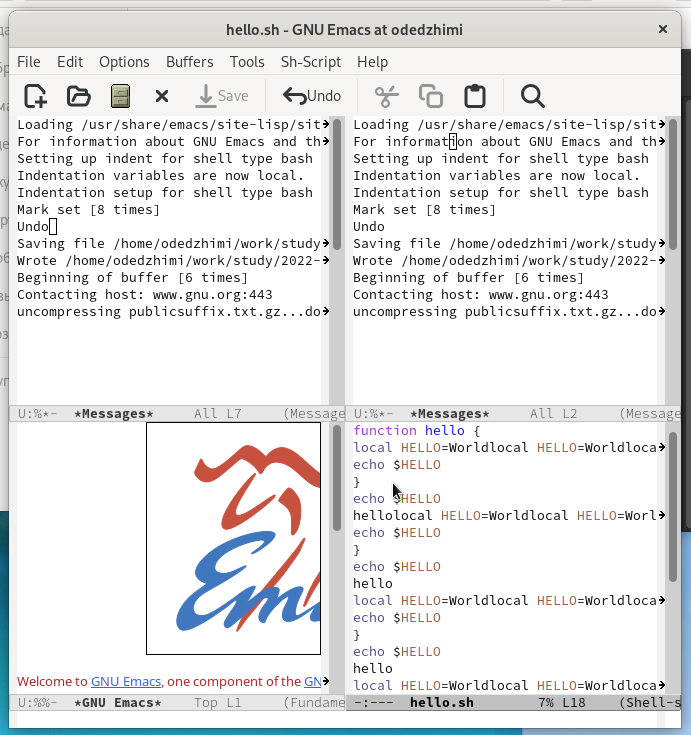 hello.sh - GNU Emacs at odedzhimi
File Edit Options Buffers Tools Sh-Script Help
Save Undo
Loading /usr/share/emacs/site-lisp/sit
For information about GNU Emacs and th
Setting up indent for shell type bash
Indentation variables are now local.
Indentation setup for shell type bash
Mark set [8 times]
Undo
Saving file /home/odedzhimi/work/study
Wrote /home/odedzhimi/work/study/2022-
Beginning of buffer [6 times]
Contacting host: www.gnu.org:443
uncompressing publicsuffix.txt.gz...do
U:%*- *Messages* All L7 (Message
Loading /usr/share/emacs/site-lisp/sit
For information about GNU Emacs and th
Setting up indent for shell type bash
Indentation variables are now local.
Indentation setup for shell type bash
Mark set [8 times]
Undo
Saving file /home/odedzhimi/work/study
Wrote /home/odedzhimi/work/study/2022-
Beginning of buffer [6 times]
Contacting host: www.gnu.org:443
uncompressing publicsuffix.txt.gz...do
U:%*- *Messages* All L2 (Message
Em
Welcome to GNU Emacs, one component of the GN
U:%%- *GNU Emacs* Top L1 (Fundame
function hello {
local HELLO=Worldlocal HELLO=Worldloca
echo $HELLO
}
echo $HELLO
hellolocal HELLO=Worldlocal HELLO=Worl
echo $HELLO
}
echo $HELLO
hello
local HELLO=Worldlocal HELLO=Worldloca
echo $HELLO
}
echo $HELLO
hello
local HELLO=Worldlocal HELLO=Worldloca
-:--- hello.sh 7% L18 (Shell-s